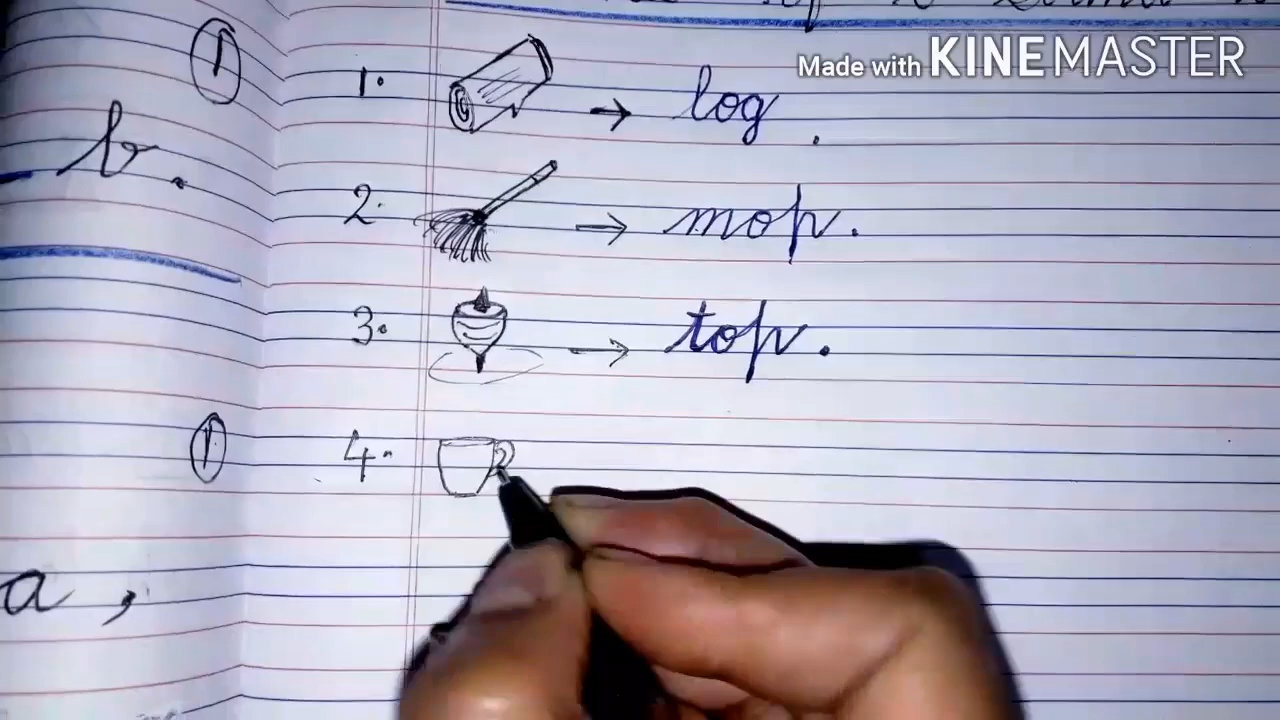 Made with KINEMASTER
1
1. → log.
b.
2. → mop.
3. → top.
1
4.
a,